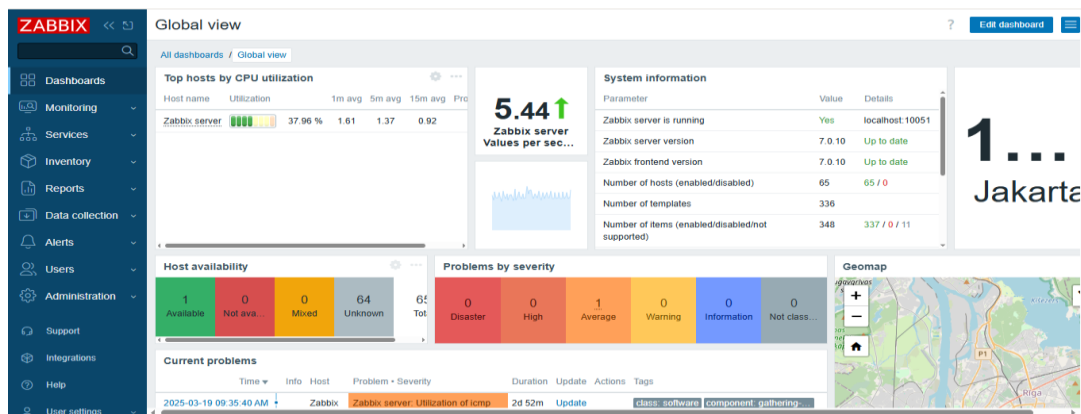 ZABBIX
Global view
? Edit dashboard
All dashboards / Global view
Dashboards
Monitoring
Services
Inventory
Reports
Data collection
Alerts
Users
Administration
Support
Integrations
Help
User settings
Top hosts by CPU utilization
Host name Utilization 1m avg 5m avg 15m avg Pro
Zabbix server 37.96 % 1.61 1.37 0.92
5.44
Zabbix server
Values per sec...
System information
Parameter Value Details
Zabbix server is running Yes localhost:10051
Zabbix server version 7.0.10 Up to date
Zabbix frontend version 7.0.10 Up to date
Number of hosts (enabled/disabled) 65 65 / 0
Number of templates 336
Number of items (enabled/disabled/not supported) 348 337 / 0 / 11
1...
Jakarta
Host availability
1 Available
0 Not ava...
0 Mixed
64 Unknown
65 Tot
Problems by severity
0 Disaster
0 High
1 Average
0 Warning
0 Information
0 Not class...
Geomap
+
−
P1
Riga
Current problems
Time Info Host Problem • Severity Duration Update Actions Tags
2025-03-19 09:35:40 AM Zabbix Zabbix server: Utilization of icmp 2d 52m Update class: software component: gathering-...